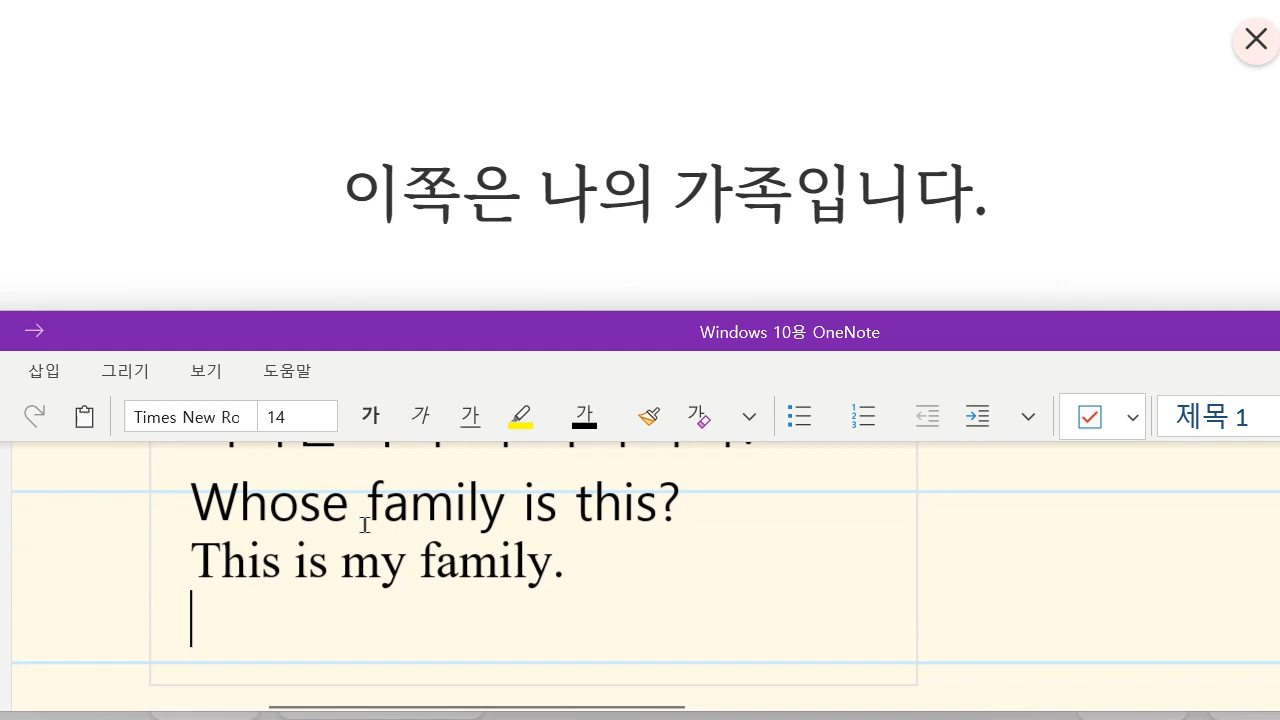 이쪽은 나의 가족입니다.
Windows 10용 OneNote
삽입 그리기 보기 도움말
Times New Ro 14 가 가 가 가 가 제목 1
Whose family is this?
This is my family.